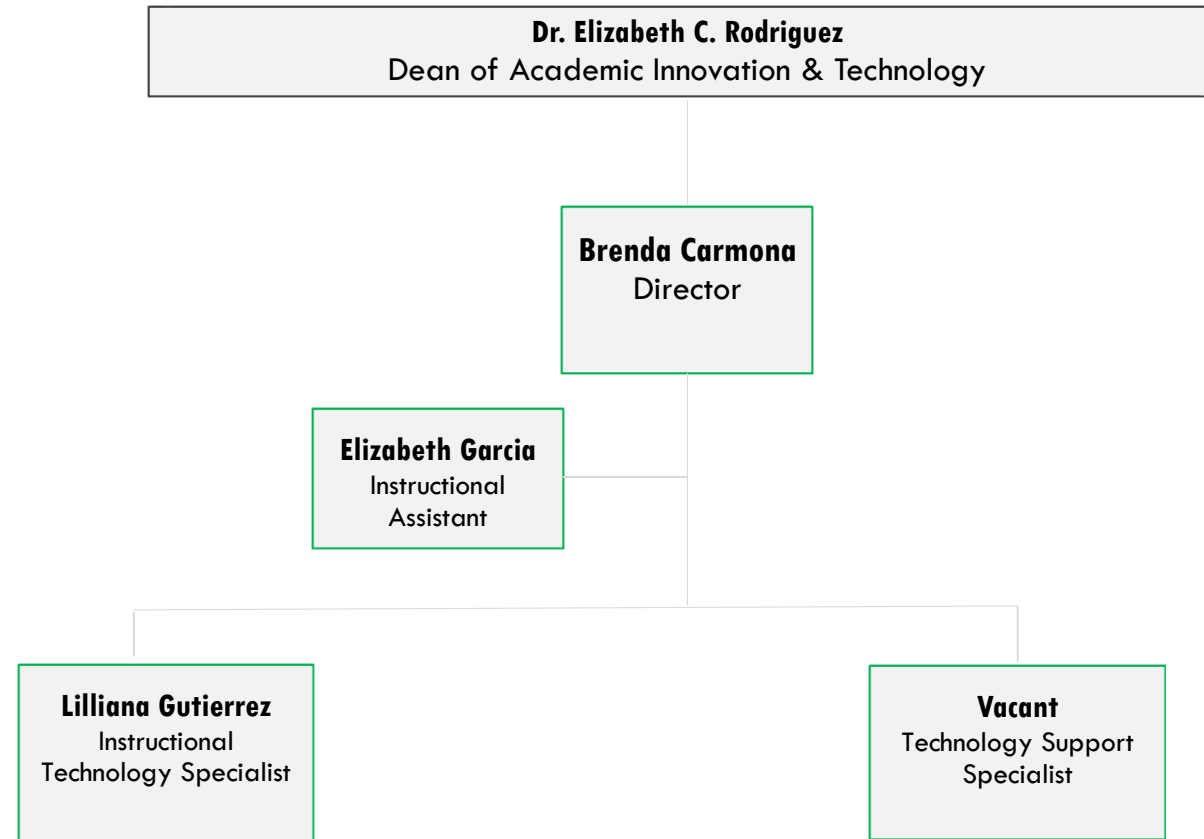 Dr. Elizabeth C. Rodriguez
Dean of Academic Innovation & Technology
Brenda Carmona
Director
Elizabeth Garcia
Instructional
Assistant
Lilliana Gutierrez
Instructional
Technology Specialist
Vacant
Technology Support
Specialist